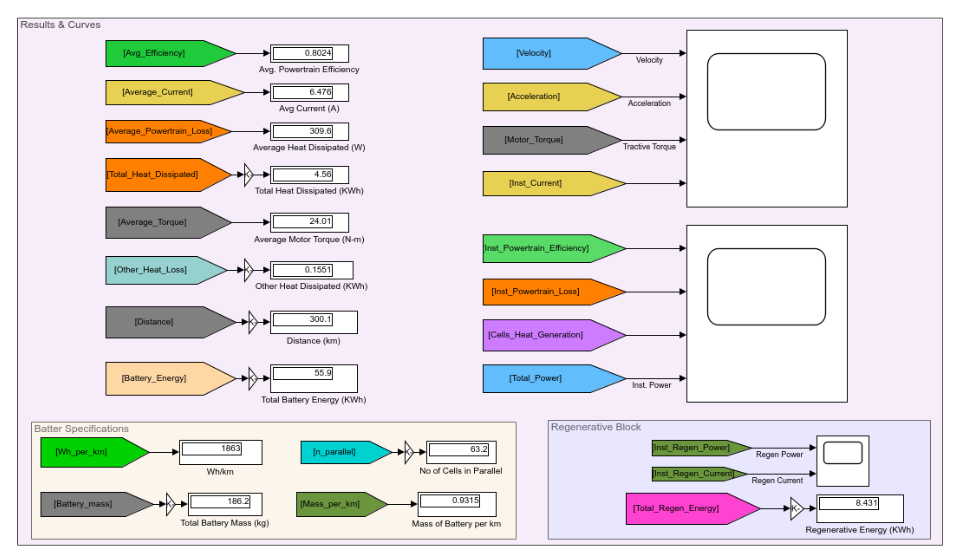 Results & Curves
[Avg_Efficiency]
0.8024
Avg. Powertrain Efficiency
[Average_Current]
6.476
Avg Current (A)
[Average_Powertrain_Loss]
309.6
Average Heat Dissipated (W)
[Total_Heat_Dissipated]
K-
4.56
Total Heat Dissipated (KWh)
[Average_Torque]
24.01
Average Motor Torque (N-m)
[Other_Heat_Loss]
K-
0.1551
Other Heat Dissipated (KWh)
[Distance]
K-
300.1
Distance (km)
[Battery_Energy]
K-
55.9
Total Battery Energy (KWh)
[Velocity]
Velocity
[Acceleration]
Acceleration
[Motor_Torque]
Tractive Torque
[Inst_Current]
[Inst_Powertrain_Efficiency]
[Inst_Powertrain_Loss]
[Cells_Heat_Generation]
[Total_Power]
Inst. Power
Batter Specifications
[Wh_per_km]
1863
Wh/km
[n_parallel]
K-
63.2
No of Cells in Parallel
[Battery_mass]
K-
186.2
Total Battery Mass (kg)
[Mass_per_km]
0.9315
Mass of Battery per km
Regenerative Block
[Inst_Regen_Power]
Regen Power
[Inst_Regen_Current]
Regen Current
[Total_Regen_Energy]
K-
8.431
Regenerative Energy (KWh)